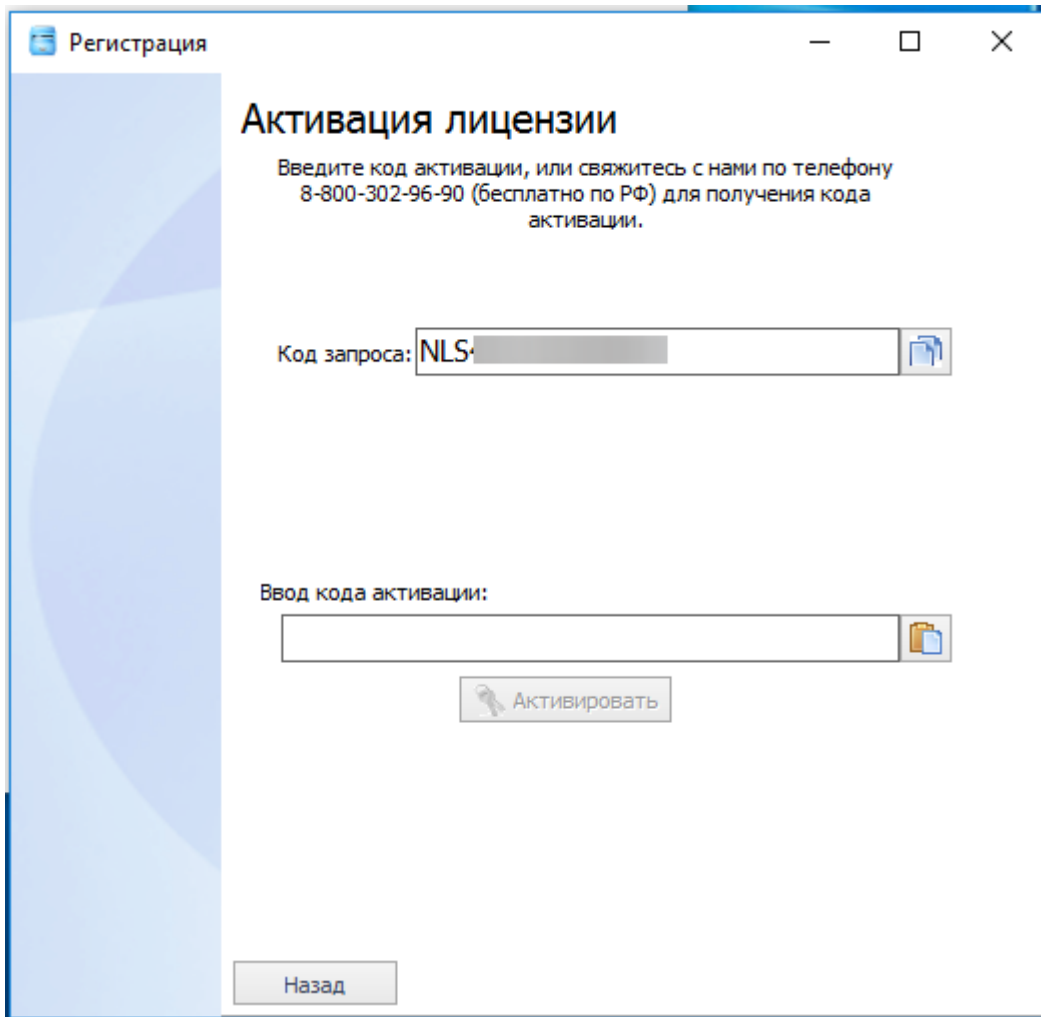 Регистрация
Активация лицензии
Введите код активации, или свяжитесь с нами по телефону
8-800-302-96-90 (бесплатно по РФ) для получения кода
активации.
Код запроса: NLS
Ввод кода активации:
Активировать
Назад